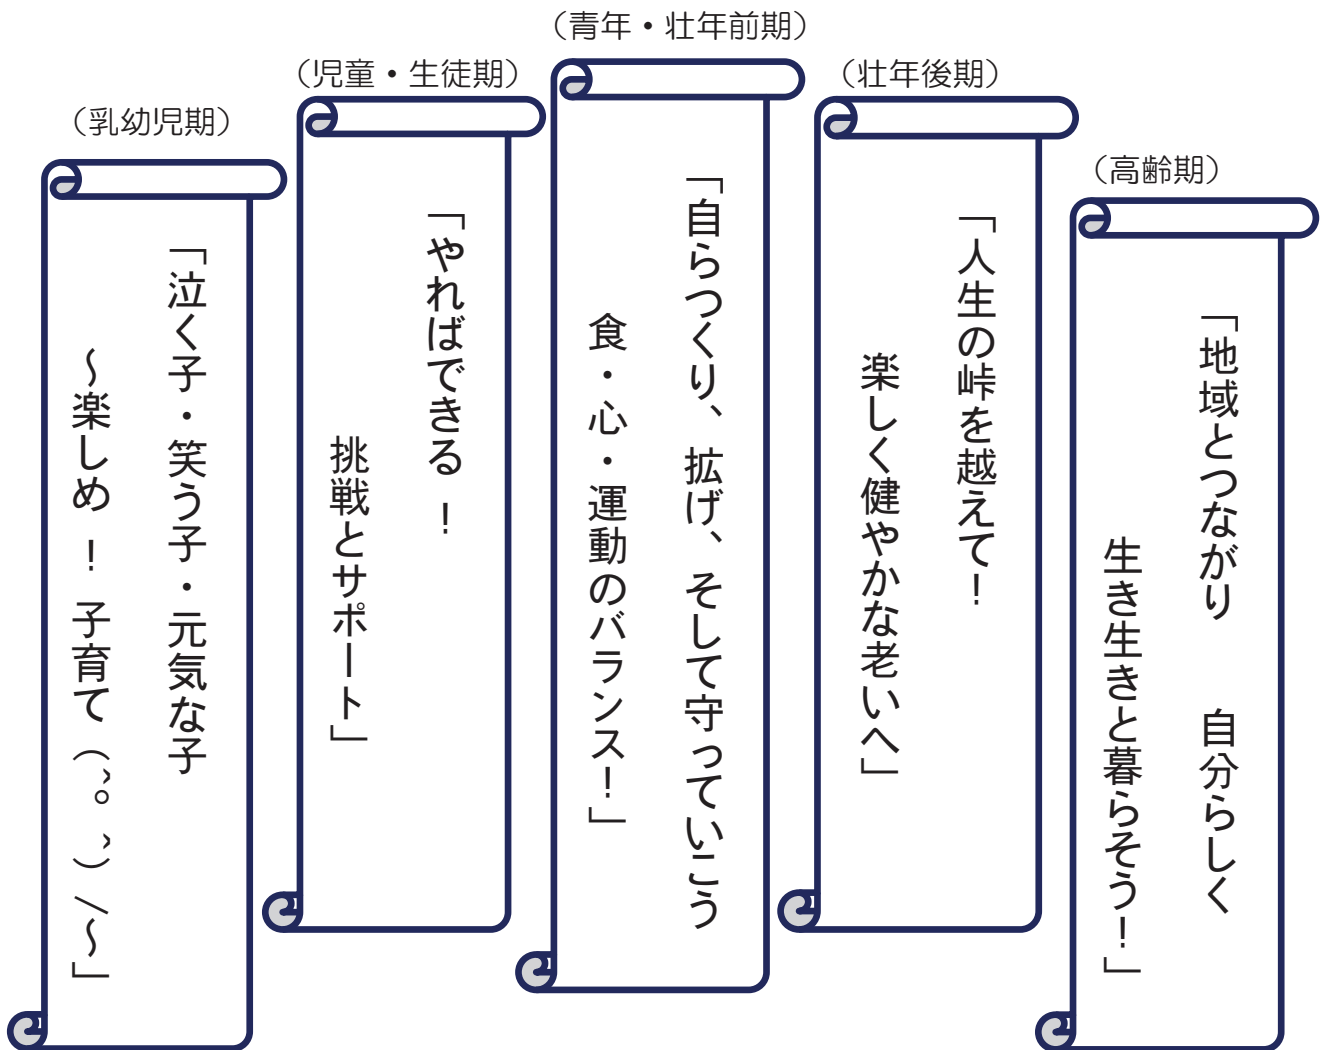 （乳幼児期）
「泣く子・笑う子・元気な子
～楽しめ！子育て（＾○＾）/～」
（児童・生徒期）
「やればできる！
挑戦とサポート」
（青年・壮年前期）
「自らつくり、拡げ、そして守っていこう
食・心・運動のバランス！」
（壮年後期）
「人生の峠を越えて！
楽しく健やかな老いへ」
（高齢期）
「地域とつながり　自分らしく
生き生きと暮らそう！」